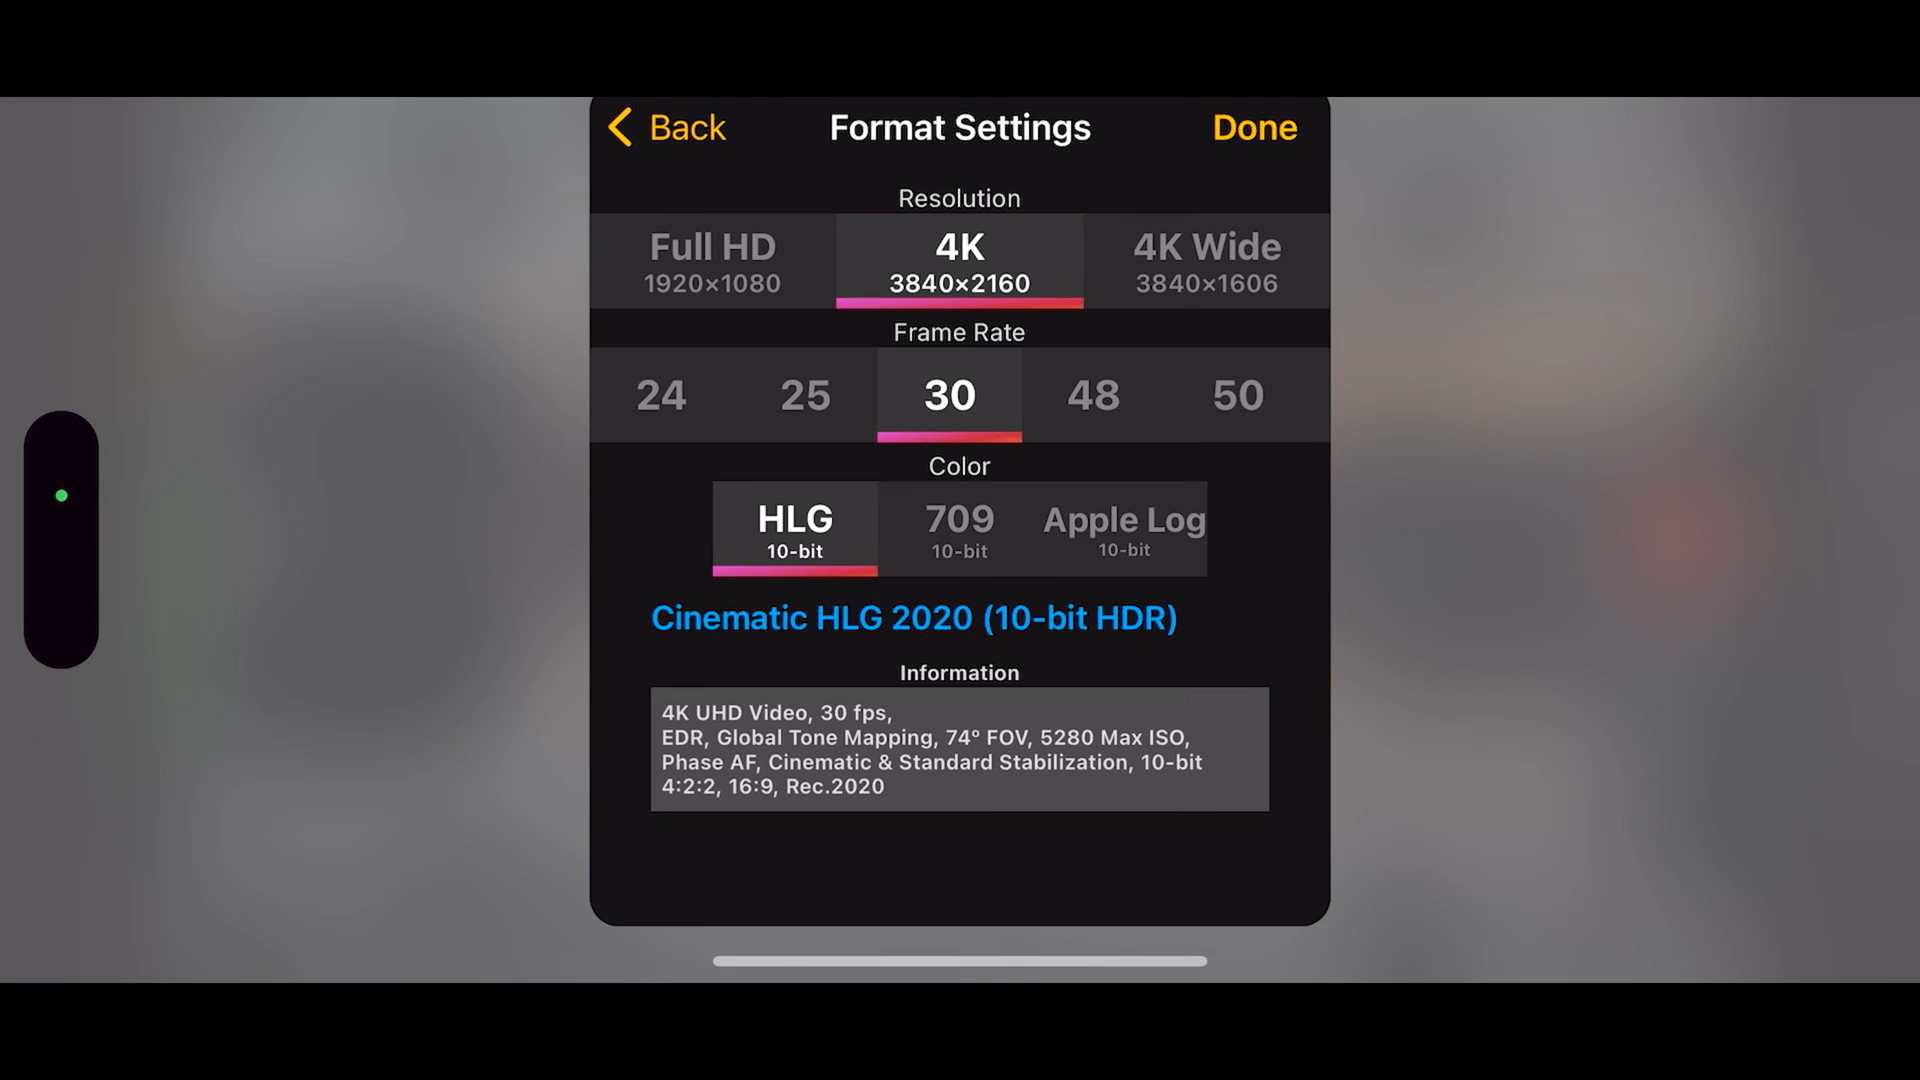 Back
Format Settings
Done
Resolution
Full HD
1920×1080
4K
3840×2160
4K Wide
3840×1606
Frame Rate
24
25
30
48
50
Color
HLG
10-bit
709
10-bit
Apple Log
10-bit
Cinematic HLG 2020 (10-bit HDR)
Information
4K UHD Video, 30 fps,
EDR, Global Tone Mapping, 74º FOV, 5280 Max ISO,
Phase AF, Cinematic & Standard Stabilization, 10-bit
4:2:2, 16:9, Rec.2020